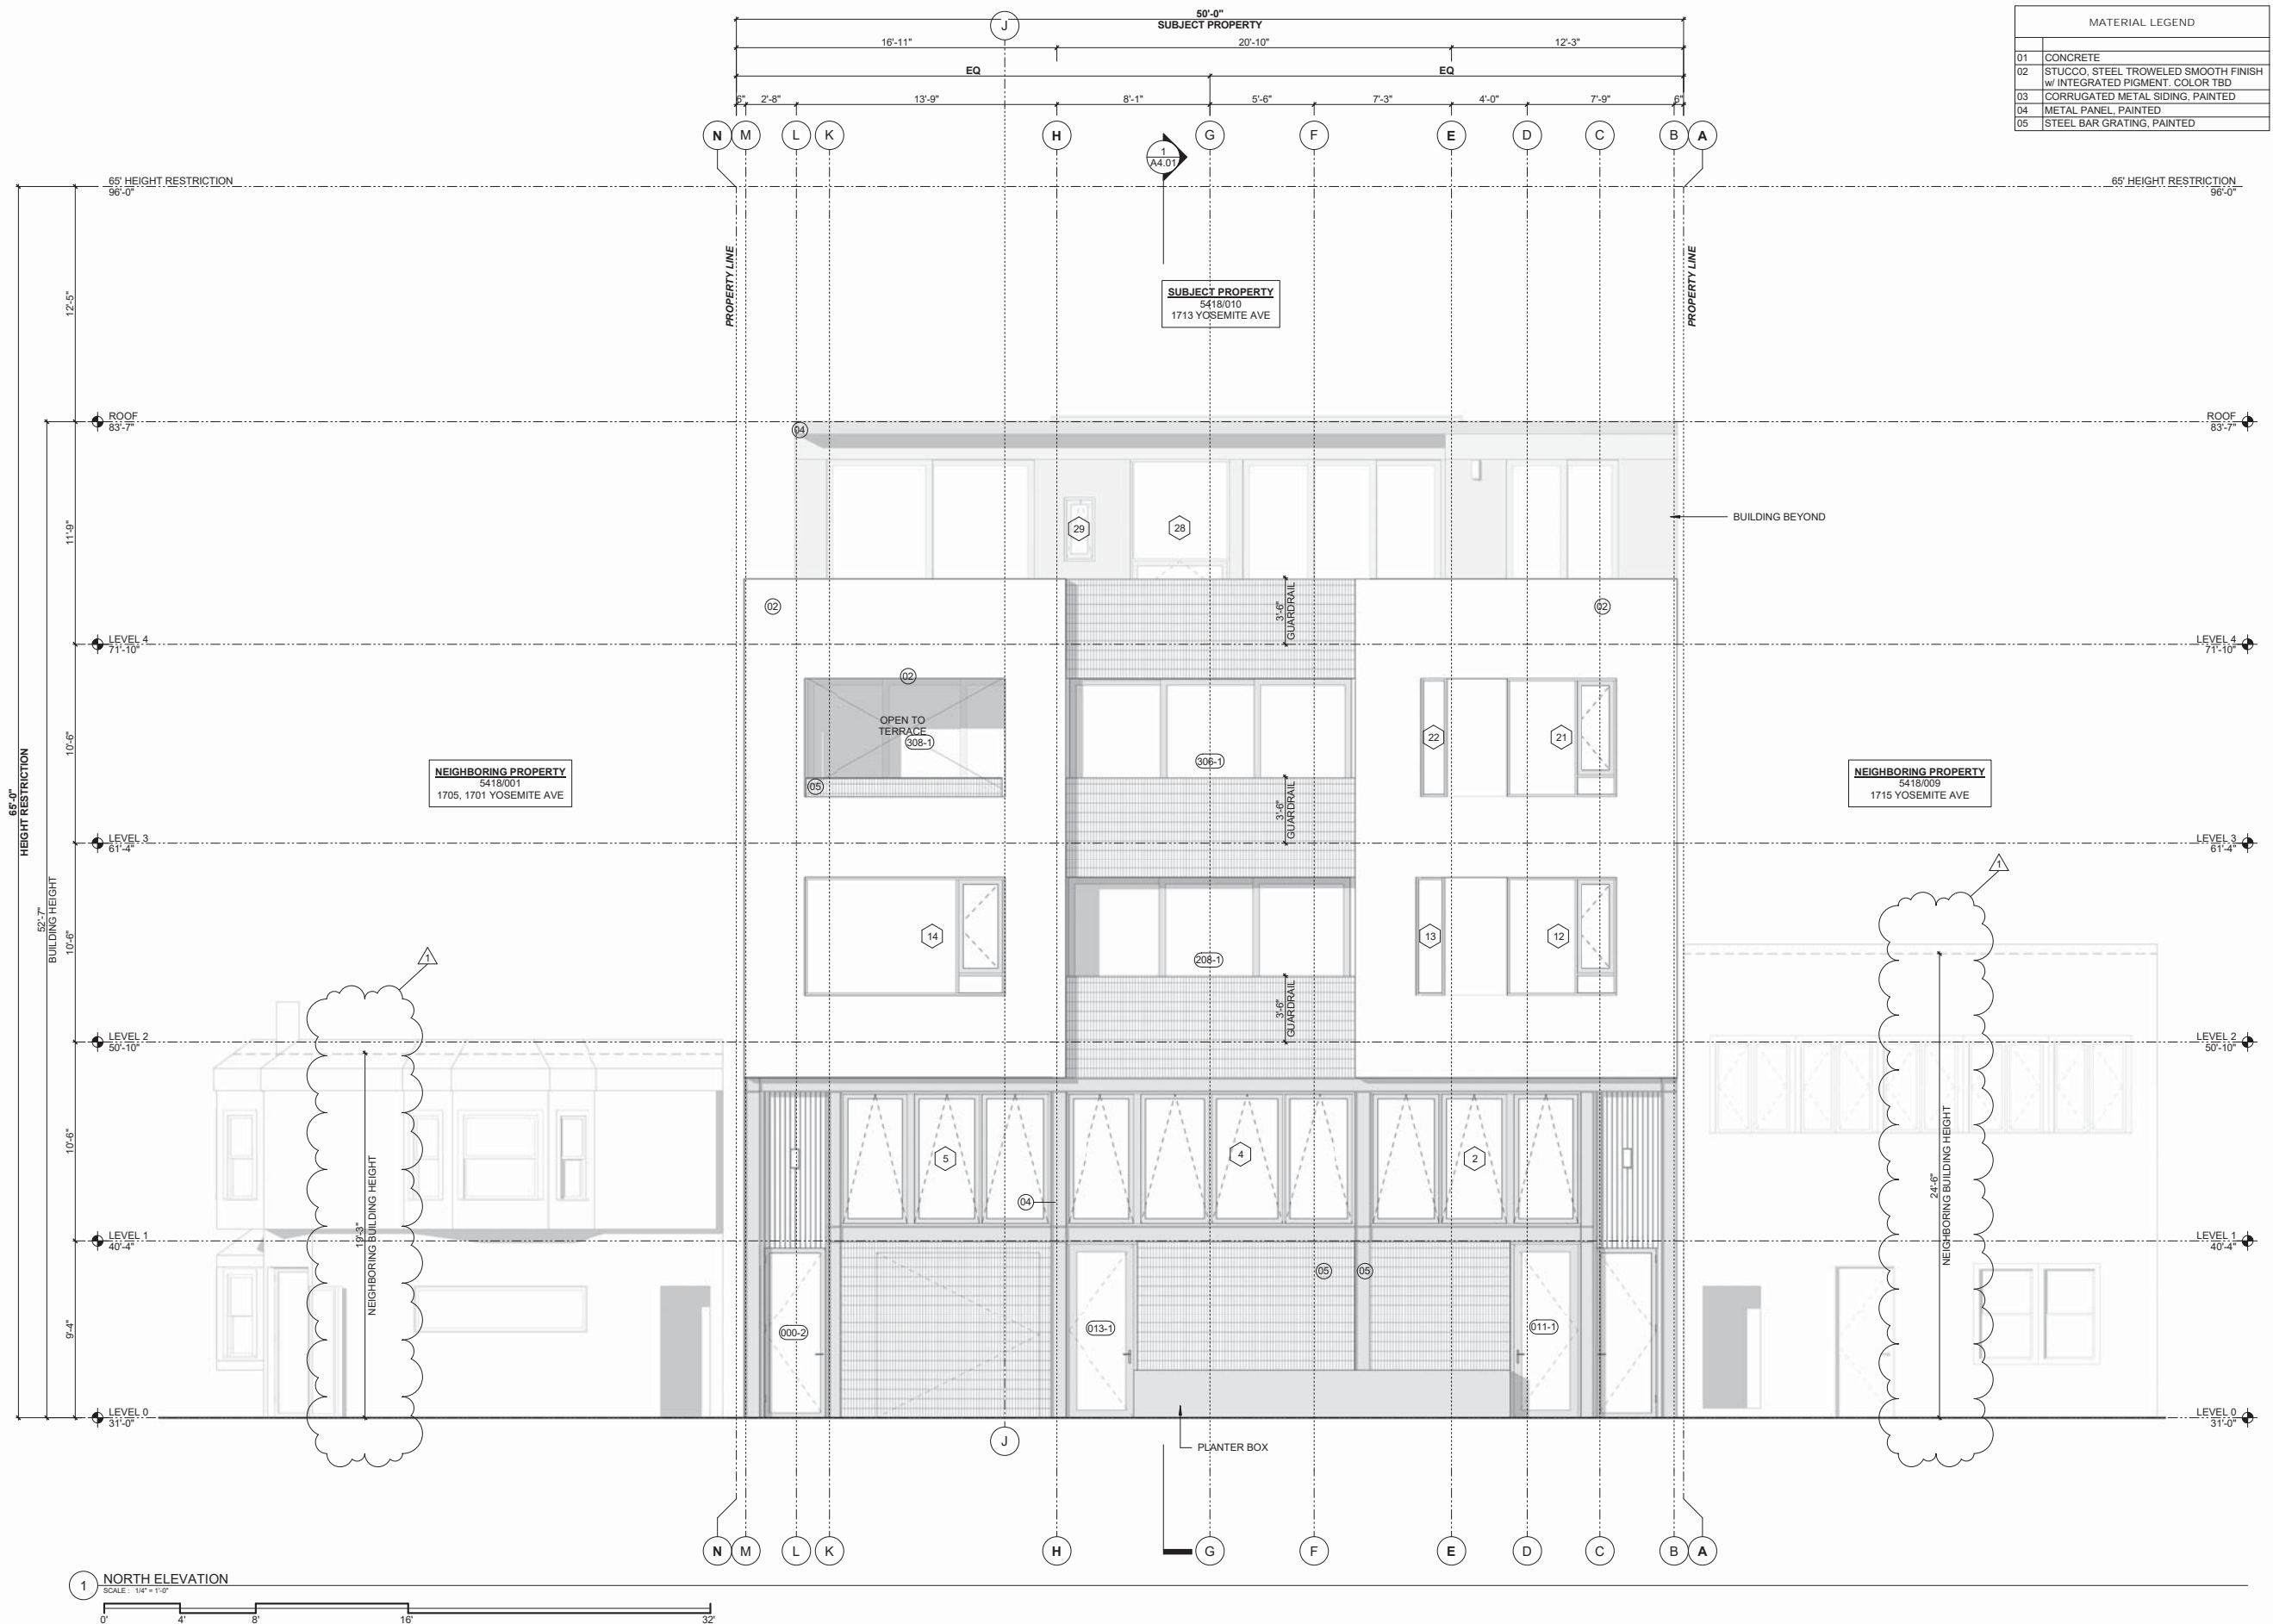 50'-0"
SUBJECT PROPERTY
J
16'-11" 20'-10" 12'-3"
EQ EQ
6" 2'-8" 13'-9" 8'-1" 5'-6" 7'-3" 4'-0" 7'-9" 6"
N M L K H G F E D C B A
MATERIAL LEGEND
01 CONCRETE
02 STUCCO, STEEL TROWELED SMOOTH FINISH
w/ INTEGRATED PIGMENT. COLOR TBD
03 CORRUGATED METAL SIDING, PAINTED
04 METAL PANEL, PAINTED
05 STEEL BAR GRATING, PAINTED
1
A4.01
65' HEIGHT RESTRICTION
96'-0"
65' HEIGHT RESTRICTION
96'-0"
PROPERTY LINE
PROPERTY LINE
SUBJECT PROPERTY
5418/010
1713 YOSEMITE AVE
12'-5"
ROOF
83'-7"
ROOF
83'-7"
04
11'-9"
29
28
BUILDING BEYOND
02
02
3'-6"
GUARDRAIL
LEVEL 4
71'-10"
LEVEL 4
71'-10"
02
OPEN TO
TERRACE
308-1
05
306-1
22
21
10'-6"
65'-0"
HEIGHT RESTRICTION
NEIGHBORING PROPERTY
5418/001
1705, 1701 YOSEMITE AVE
NEIGHBORING PROPERTY
5418/009
1715 YOSEMITE AVE
3'-6"
GUARDRAIL
LEVEL 3
61'-4"
LEVEL 3
61'-4"
1
52'-7"
BUILDING HEIGHT
10'-6"
14
208-1
13
12
1
3'-6"
GUARDRAIL
LEVEL 2
50'-10"
LEVEL 2
50'-10"
10'-6"
5
4
2
04
19'-3"
NEIGHBORING BUILDING HEIGHT
24'-6"
NEIGHBORING BUILDING HEIGHT
LEVEL 1
40'-4"
LEVEL 1
40'-4"
05
05
9'-4"
000-2
013-1
011-1
LEVEL 0
31'-0"
LEVEL 0
31'-0"
J
PLANTER BOX
N M L K H G F E D C B A
1
NORTH ELEVATION
SCALE : 1/4" = 1'-0"
0' 4' 8' 16' 32'